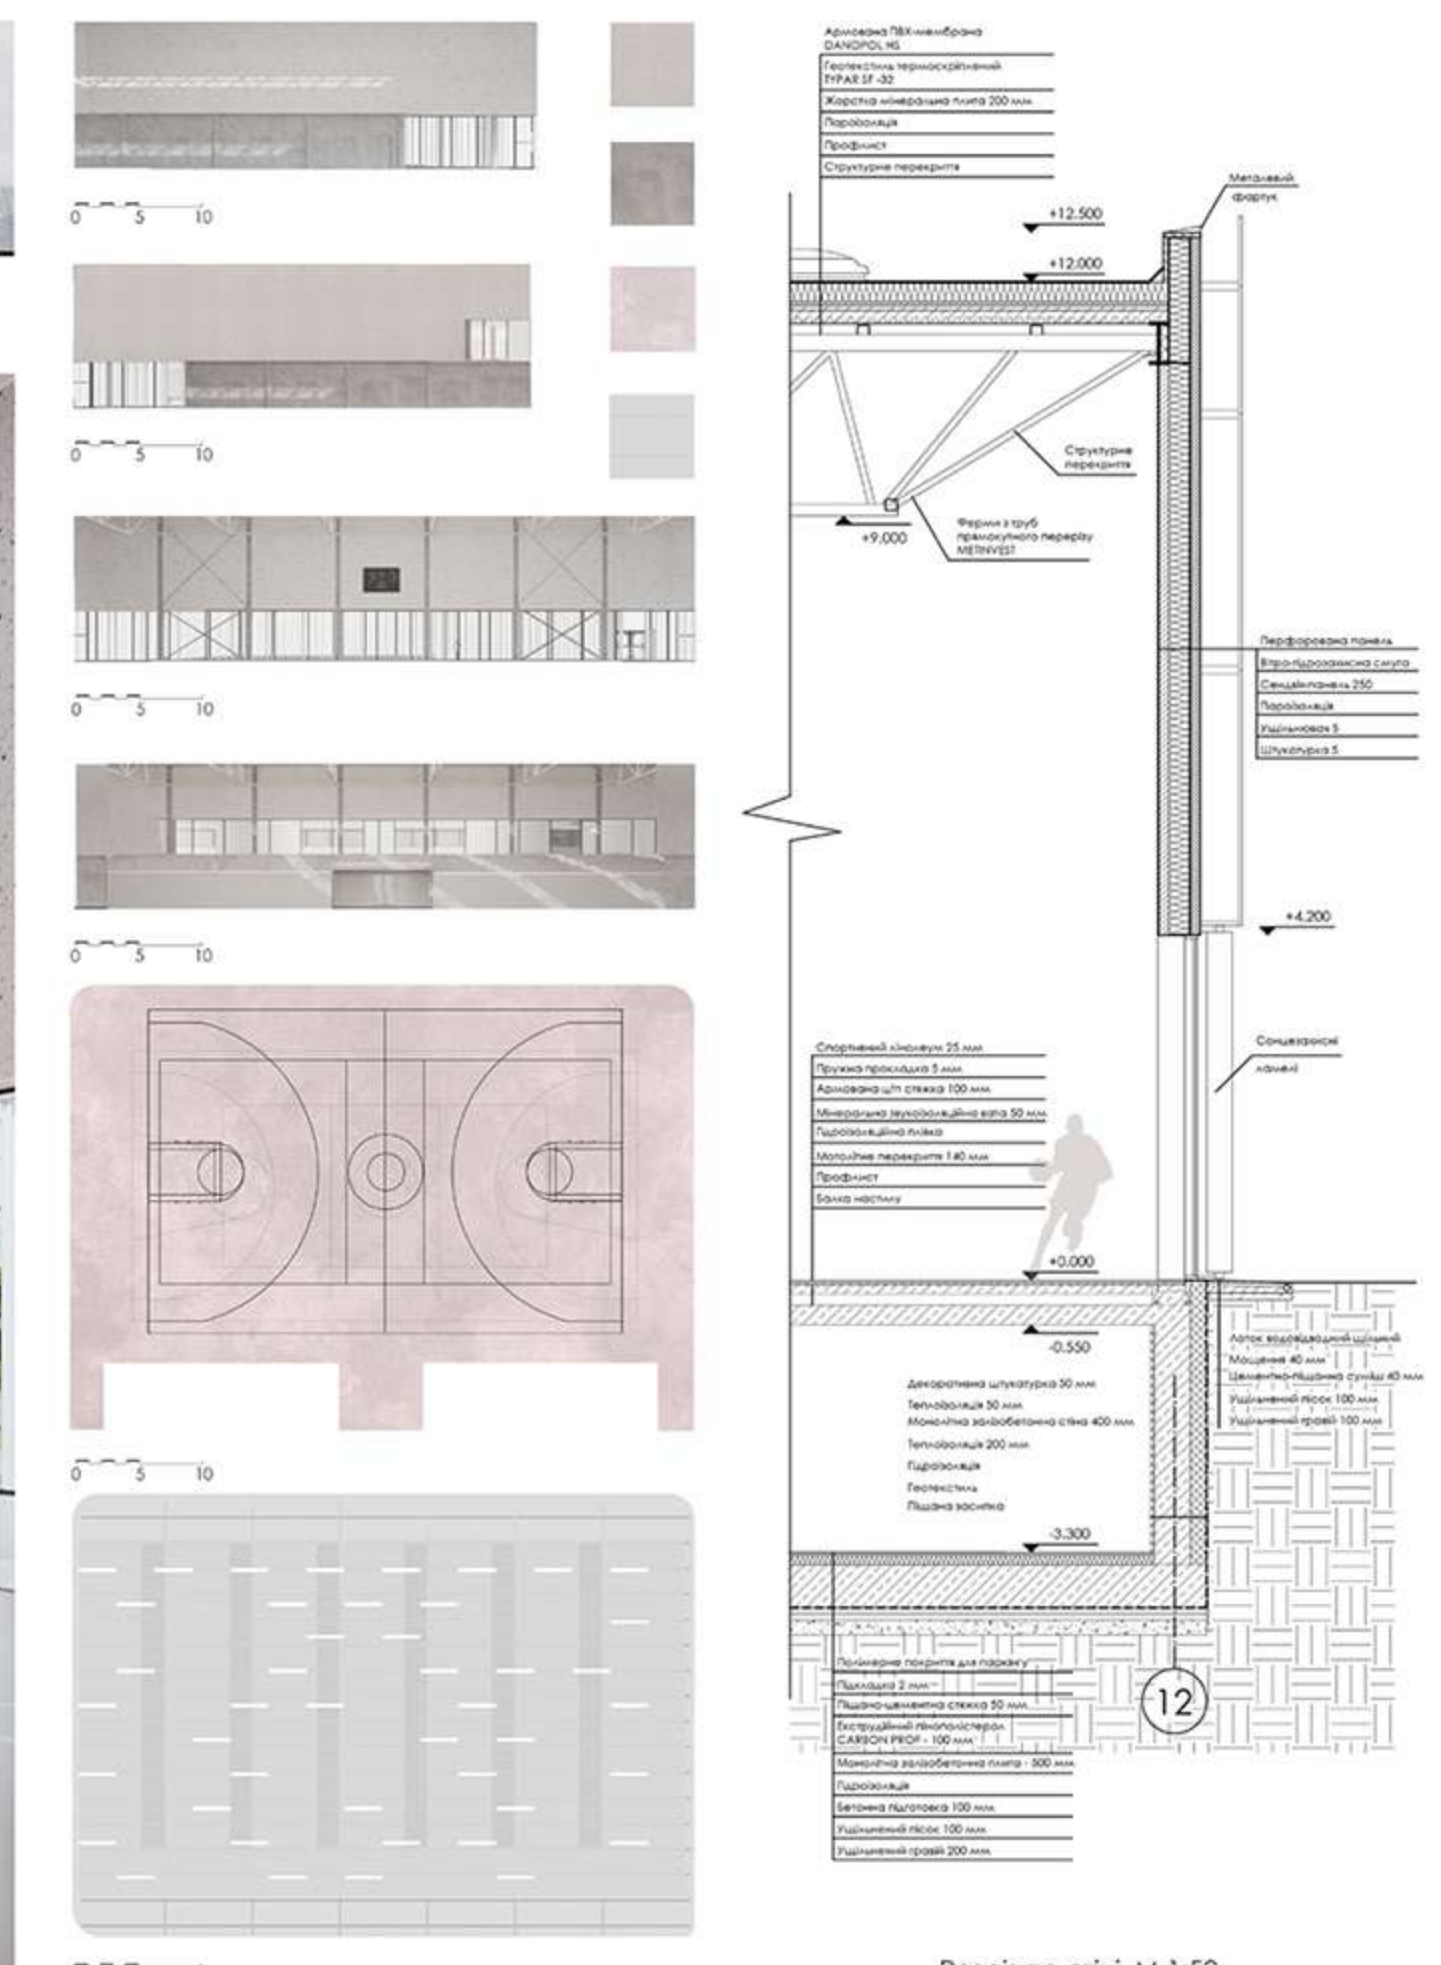 0 5 10
0 5 10
0 5 10
0 5 10
0 5 10
Армована ПВХ-мембрана
DANOPOL HS
Геотекстиль термоскріплений
TYPAR SF -32
Жорстка мінеральна плита 200 мм
Пароізоляція
Профлист
Структурне перекриття
Металевий
фартук
+12.500
+12.000
Структурне
перекриття
+9.000
Ферми з труб
прямокутного перерізу
METINVEST
Перфорована панель
Вітро-гідрозахисна смуга
Сендвіч-панель 250
Пароізоляція
Ущільнювач 5
Штукатурка 5
+4.200
Сонцезахисні
ламелі
Спортивний лінолеум 25 мм
Пружна прокладка 5 мм
Армована ц/п стяжка 100 мм
Мінеральна звукоізоляційна вата 50 мм
Гідроізоляційна плівка
Монолітне перекриття 140 мм
Профлист
Балка настилу
+0.000
-0.550
Лоток водовідводний щілиний
Мощення 40 мм
Цементно-піщанна суміш 40 мм
Ущільнений пісок 100 мм
Ущільнений гравій 100 мм
Декоративна штукатурка 50 мм
Теплоізоляція 50 мм
Монолітна залізобетонна стіна 400 мм
Теплоізоляція 200 мм
Гідроізоляція
Геотекстиль
Піщана засипка
-3.300
12
Полімерне покриття для паркінгу
Підкладка 2 мм
Піщано-цементна стяжка 50 мм
Екструдійний пінополістерол
CARBON PROF - 100 мм
Монолітна залізобетонна плита - 500 мм
Гідроізоляція
Бетонна підготовка 100 мм
Ущільнений пісок 100 мм
Ущільнений гравій 200 мм